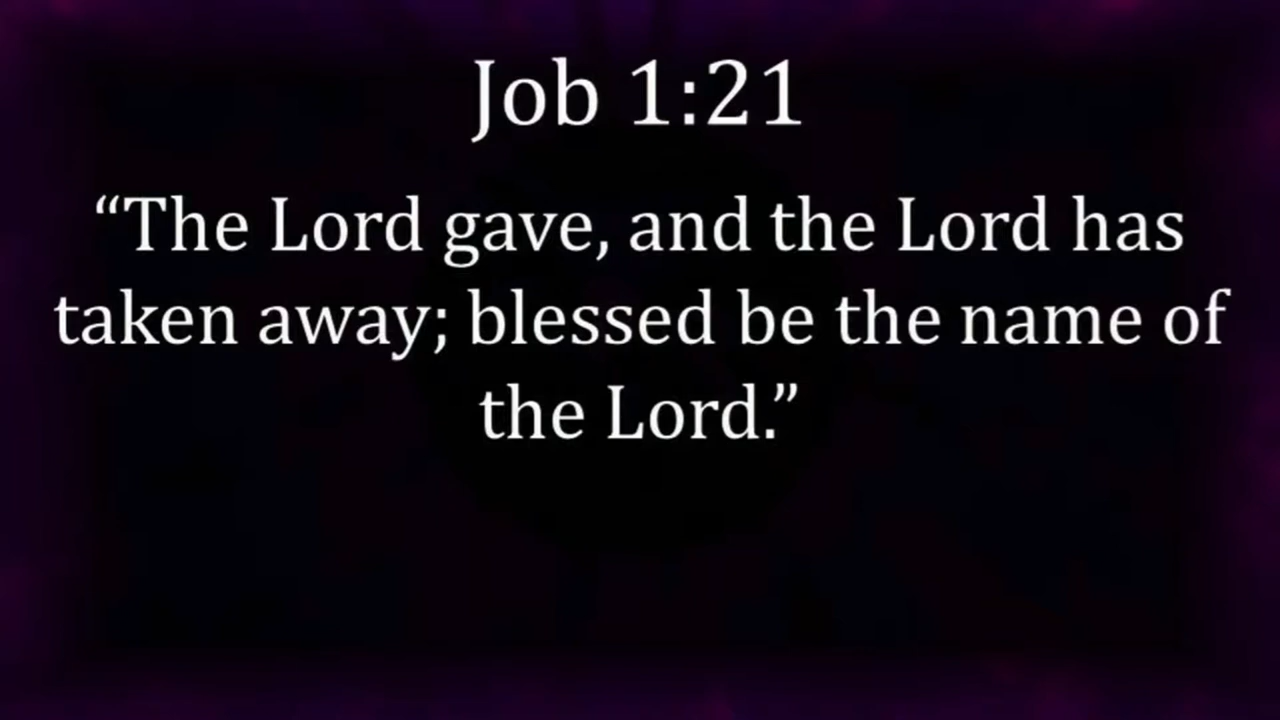 Job 1:21
“The Lord gave, and the Lord has
taken away; blessed be the name of
the Lord.”